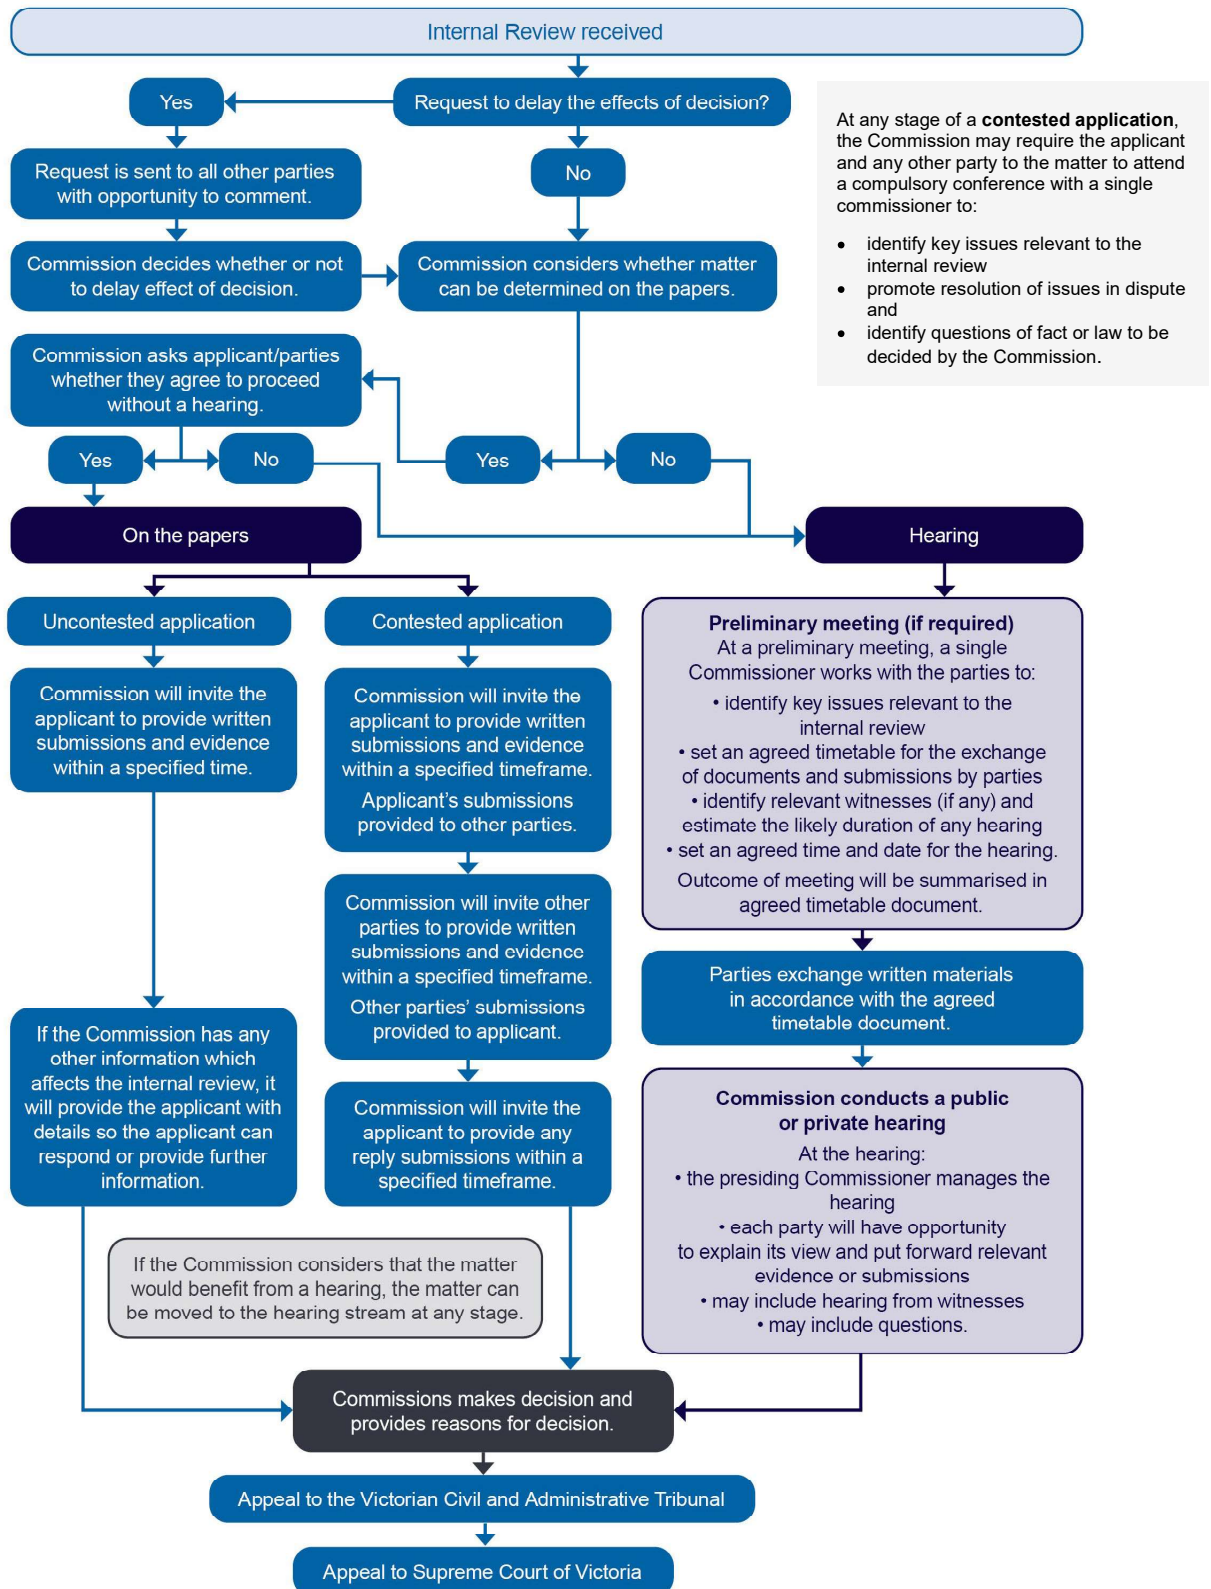 Internal Review received
Yes
Request to delay the effects of decision?
At any stage of a contested application,
the Commission may require the applicant
and any other party to the matter to attend
a compulsory conference with a single
commissioner to:
• identify key issues relevant to the
internal review
• promote resolution of issues in dispute
and
• identify questions of fact or law to be
decided by the Commission.
Request is sent to all other parties
with opportunity to comment.
No
Commission decides whether or not
to delay effect of decision.
Commission considers whether matter
can be determined on the papers.
Commission asks applicant/parties
whether they agree to proceed
without a hearing.
Yes
No
Yes
No
On the papers
Hearing
Uncontested application
Commission will invite the
applicant to provide written
submissions and evidence
within a specified time.
If the Commission has any
other information which
affects the internal review, it
will provide the applicant with
details so the applicant can
respond or provide further
information.
Contested application
Commission will invite the
applicant to provide written
submissions and evidence
within a specified timeframe.
Applicant's submissions
provided to other parties.
Commission will invite other
parties to provide written
submissions and evidence
within a specified timeframe.
Other parties' submissions
provided to applicant.
Commission will invite the
applicant to provide any
reply submissions within a
specified timeframe.
Preliminary meeting (if required)
At a preliminary meeting, a single
Commissioner works with the parties to:
• identify key issues relevant to the
internal review
• set an agreed timetable for the exchange
of documents and submissions by parties
• identify relevant witnesses (if any) and
estimate the likely duration of any hearing
• set an agreed time and date for the hearing.
Outcome of meeting will be summarised in
agreed timetable document.
Parties exchange written materials
in accordance with the agreed
timetable document.
Commission conducts a public
or private hearing
At the hearing:
• the presiding Commissioner manages the
hearing
• each party will have opportunity
to explain its view and put forward relevant
evidence or submissions
• may include hearing from witnesses
• may include questions.
If the Commission considers that the matter
would benefit from a hearing, the matter can
be moved to the hearing stream at any stage.
Commissions makes decision and
provides reasons for decision.
Appeal to the Victorian Civil and Administrative Tribunal
Appeal to Supreme Court of Victoria